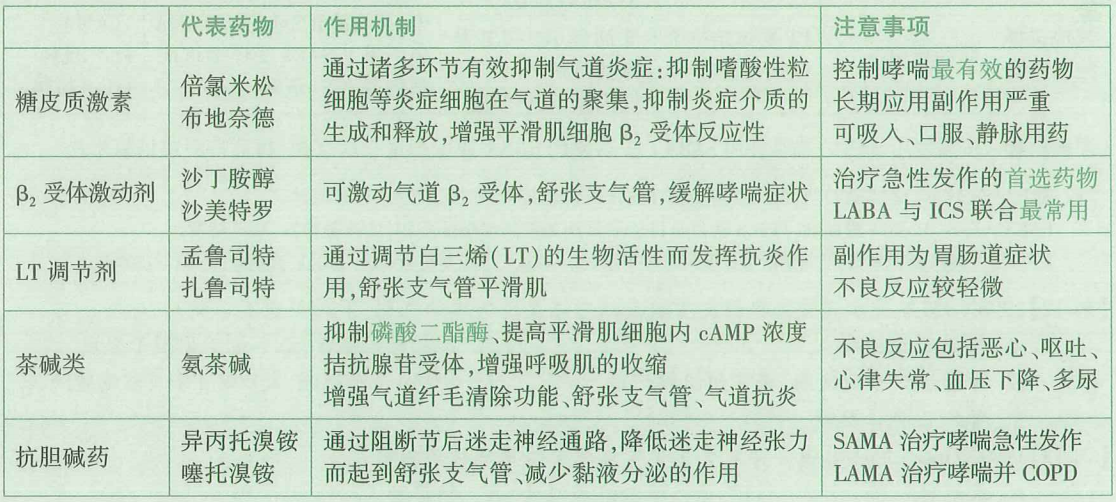 代表药物 作用机制 注意事项
糖皮质激素
倍氯米松
布地奈德
通过诸多环节有效抑制气道炎症:抑制嗜酸性粒
细胞等炎症细胞在气道的聚集,抑制炎症介质的
生成和释放,增强平滑肌细胞 β₂ 受体反应性
控制哮喘最有效的药物
长期应用副作用严重
可吸入、口服、静脉用药
β₂ 受体激动剂
沙丁胺醇
沙美特罗
可激动气道 β₂ 受体,舒张支气管,缓解哮喘症状
治疗急性发作的首选药物
LABA 与 ICS 联合最常用
LT 调节剂
孟鲁司特
扎鲁司特
通过调节白三烯(LT)的生物活性而发挥抗炎作
用,舒张支气管平滑肌
副作用为胃肠道症状
不良反应较轻微
茶碱类
氨茶碱
抑制磷酸二酯酶、提高平滑肌细胞内 cAMP 浓度
拮抗腺苷受体,增强呼吸肌的收缩
增强气道纤毛清除功能、舒张支气管、气道抗炎
不良反应包括恶心、呕吐、
心律失常、血压下降、多尿
抗胆碱药
异丙托溴铵
噻托溴铵
通过阻断节后迷走神经通路,降低迷走神经张力
而起到舒张支气管、减少黏液分泌的作用
SAMA 治疗哮喘急性发作
LAMA 治疗哮喘并 COPD